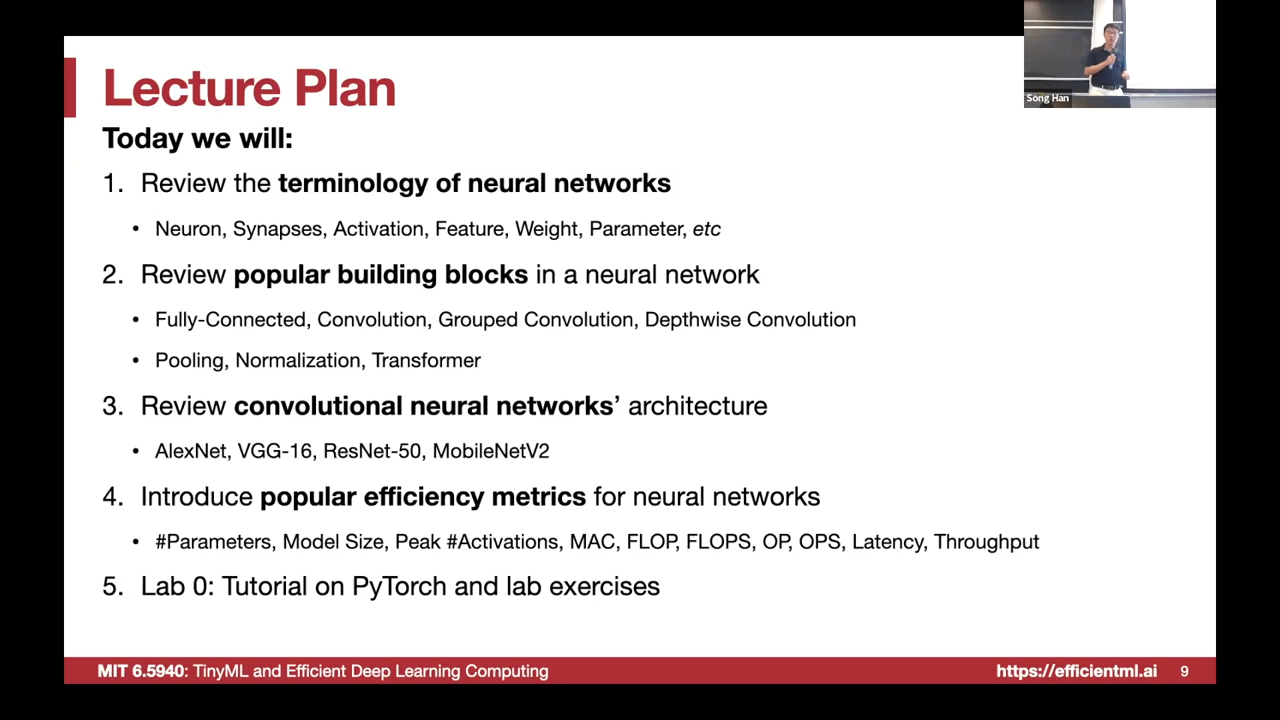 Lecture Plan
Song Han
Today we will:
1. Review the terminology of neural networks
• Neuron, Synapses, Activation, Feature, Weight, Parameter, etc
2. Review popular building blocks in a neural network
• Fully-Connected, Convolution, Grouped Convolution, Depthwise Convolution
• Pooling, Normalization, Transformer
3. Review convolutional neural networks’ architecture
• AlexNet, VGG-16, ResNet-50, MobileNetV2
4. Introduce popular efficiency metrics for neural networks
• #Parameters, Model Size, Peak #Activations, MAC, FLOP, FLOPS, OP, OPS, Latency, Throughput
5. Lab 0: Tutorial on PyTorch and lab exercises
MIT 6.5940: TinyML and Efficient Deep Learning Computing https://efficientml.ai 9